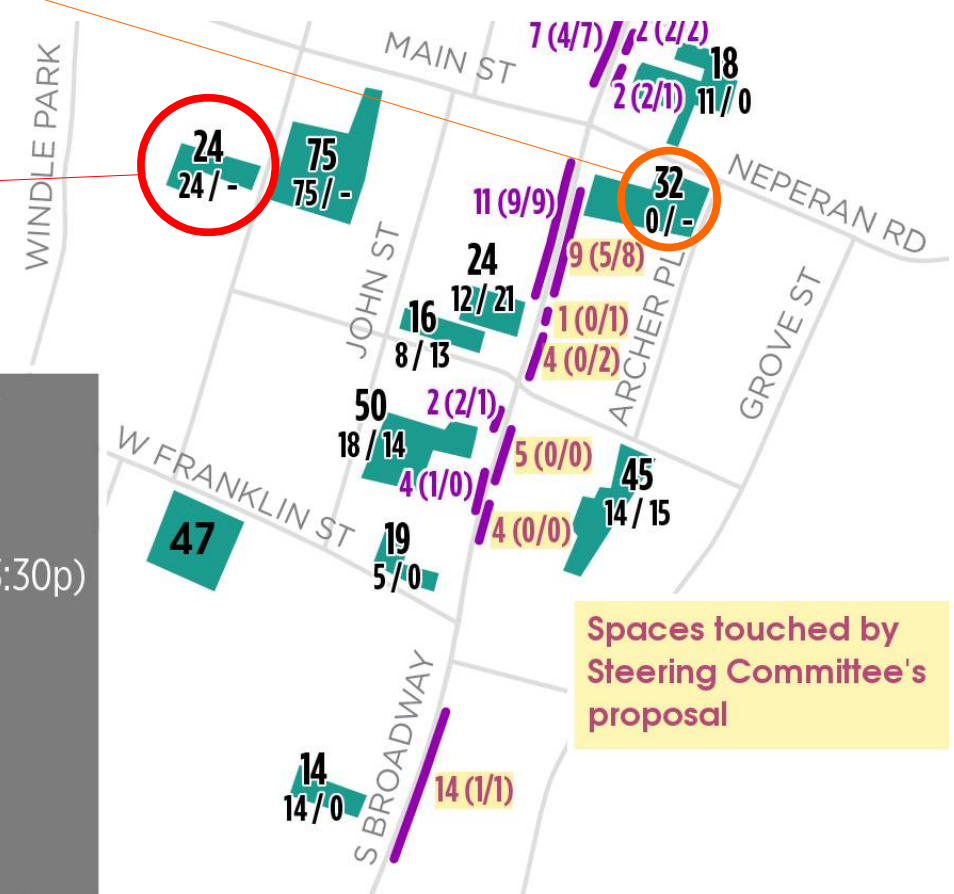 7 (4/7)
2 (2/2)
MAIN ST
18
11 / 0
2 (2/1)
WINDLE PARK
24
24 / -
75
75 / -
NEPERAN RD
32
0 / -
11 (9/9)
9 (5/8)
JOHN ST
24
12 / 21
ARCHER PL
GROVE ST
16
8 / 13
1 (0/1)
4 (0/2)
50
18 / 14
2 (2/1)
W FRANKLIN ST
5 (0/0)
4 (1/0)
45
14 / 15
47
19
5 / 0
4 (0/0)
:30p)
Spaces touched by
Steering Committee's
proposal
S BROADWAY
14
14 / 0
14 (1/1)